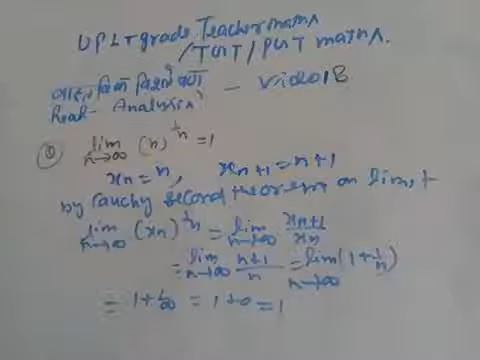 UP LT grade Teacher maths
/TGT/PGT maths.
वास्तविक विश्लेषण - Video 18
Real Analysis
① lim n→∞ (n)^1/n = 1
xn = n, xn+1 = n+1
by cauchy second theorem on limit
lim n→∞ (xn)^1/n = lim n→∞ xn+1/xn
= lim n→∞ n+1/n = lim n→∞ (1+1/n)
= 1+1/∞ = 1+0 = 1